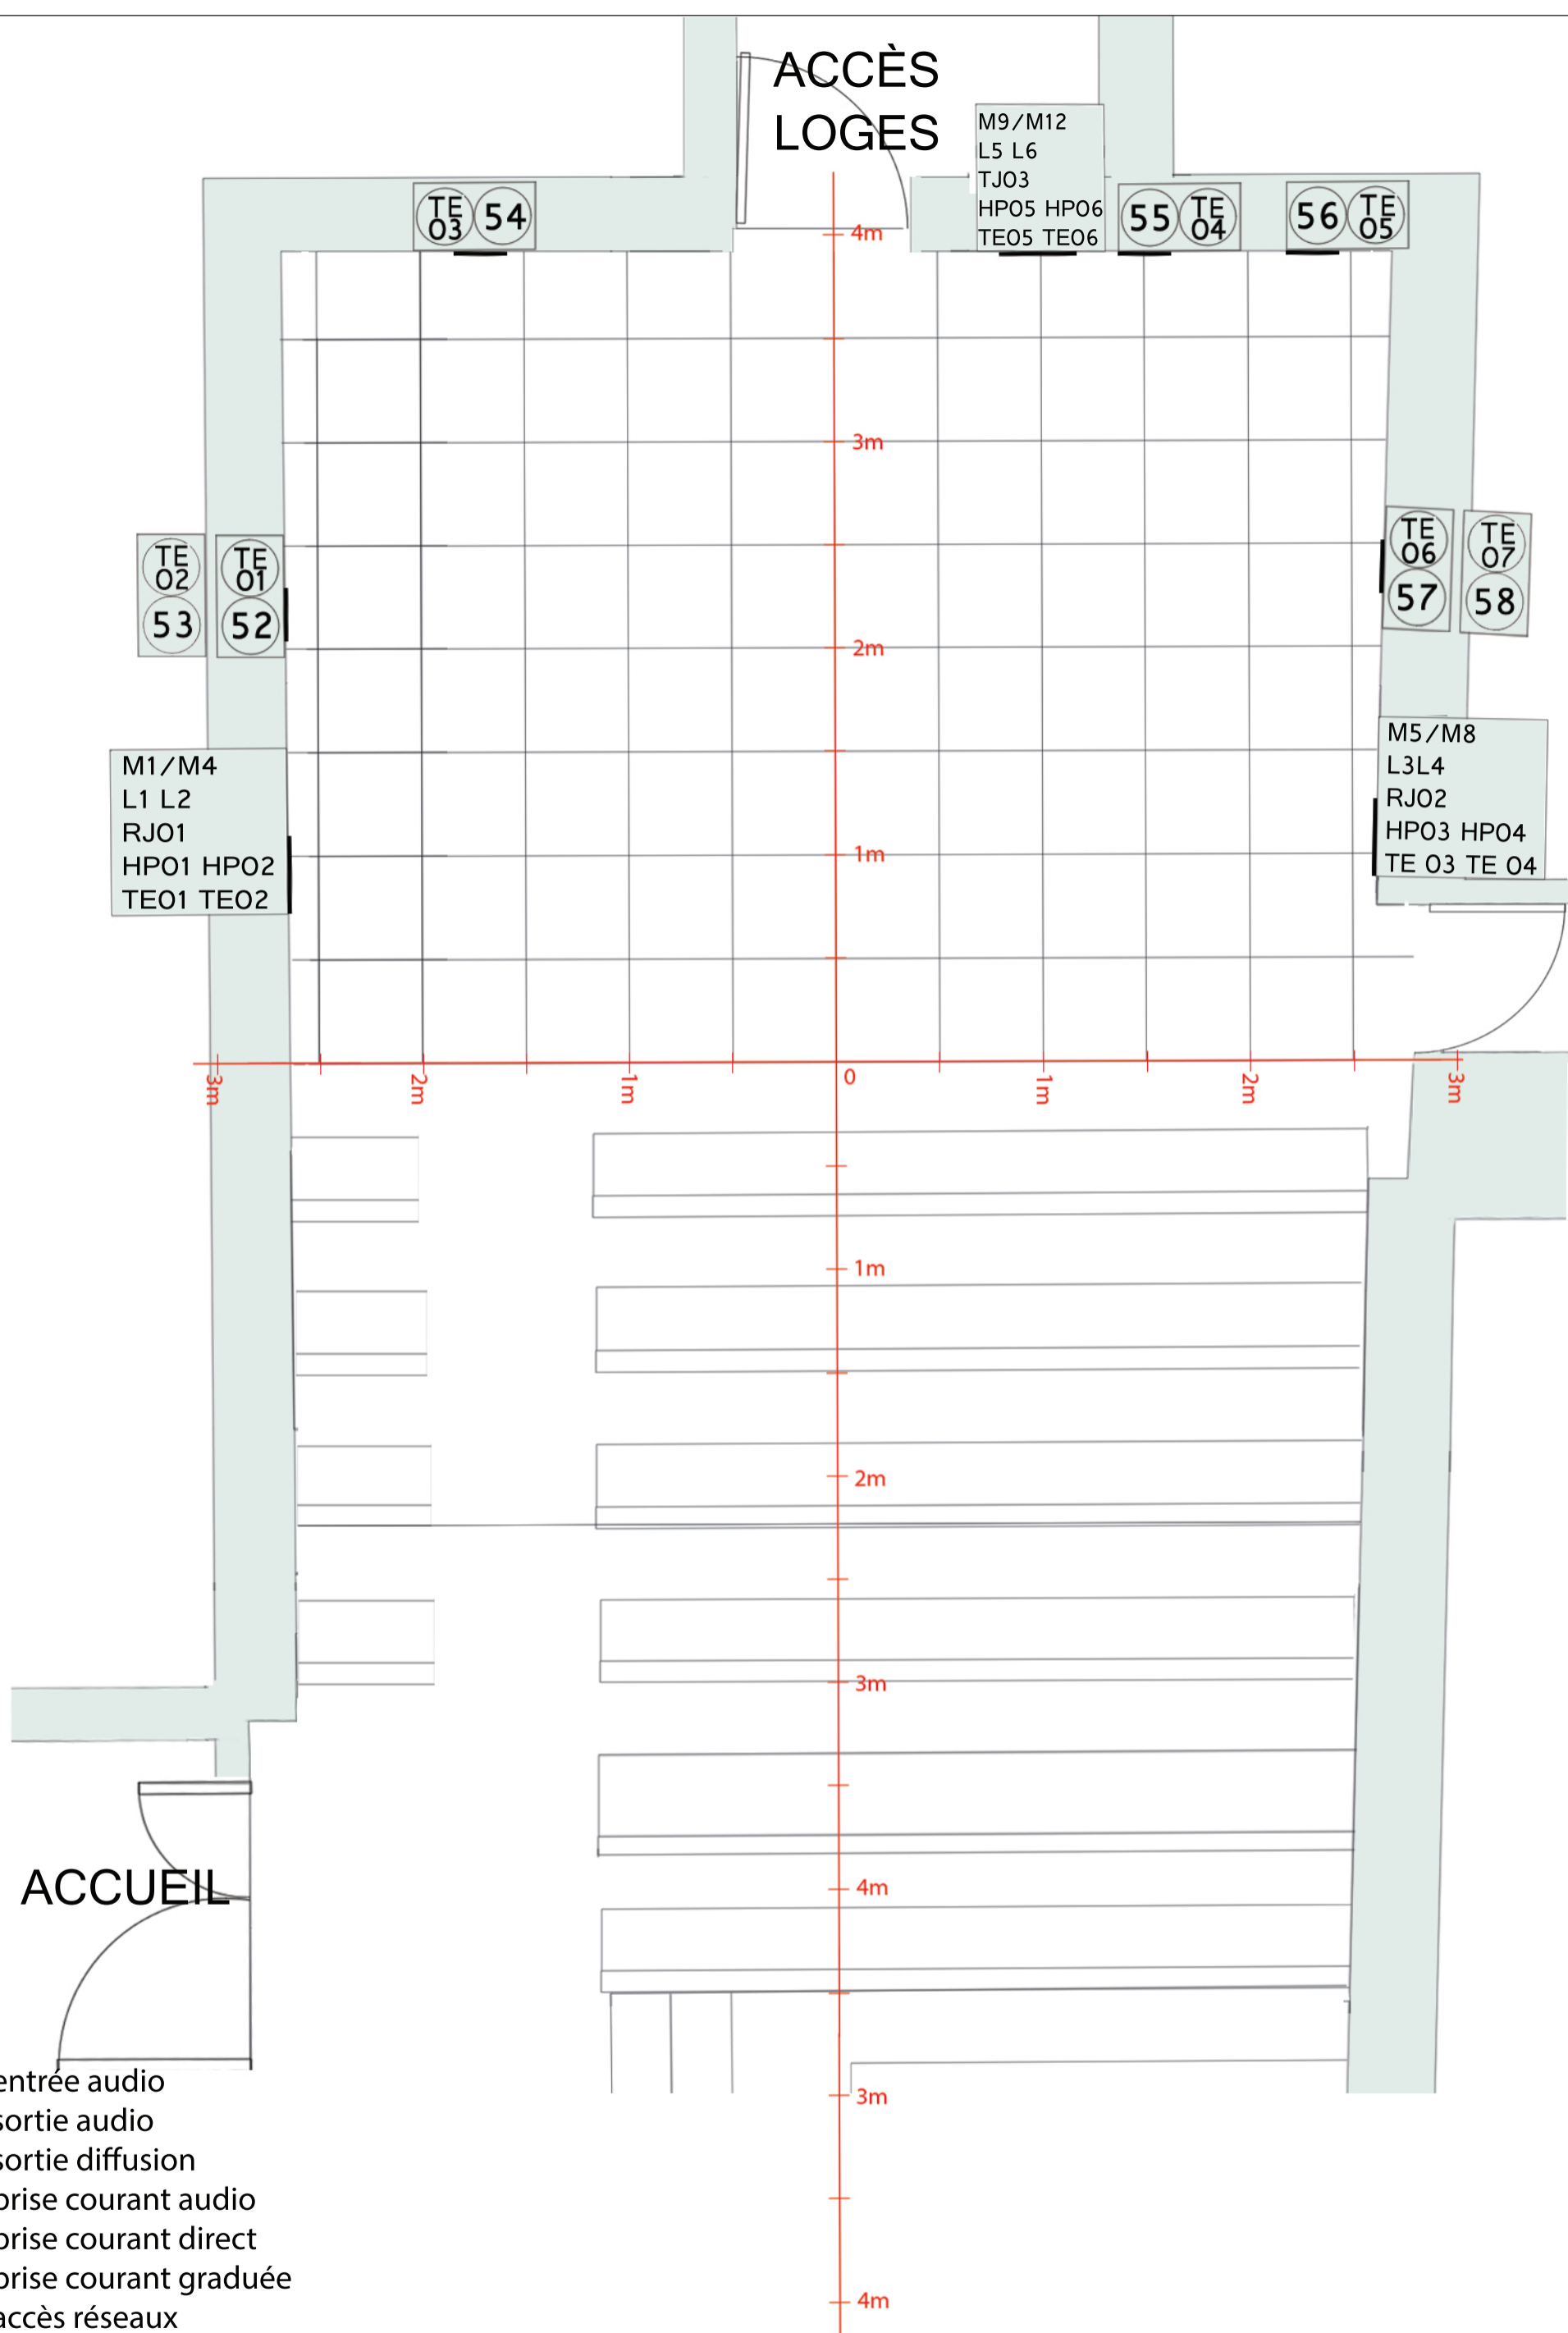 ACCÈS
LOGES
M9/M12
L5 L6
TJ03
HP05 HP06
TE05 TE06
TE
03
54
55
TE
04
56
TE
05
4m
3m
TE
02
53
TE
01
52
TE
06
57
TE
07
58
2m
M1/M4
L1 L2
RJ01
HP01 HP02
TE01 TE02
M5/M8
L3L4
RJ02
HP03 HP04
TE 03 TE 04
1m
3m
2m
1m
0
1m
2m
3m
1m
2m
3m
4m
ACCUEIL
3m
4m
entrée audio
sortie audio
sortie diffusion
prise courant audio
prise courant direct
prise courant graduée
accès réseaux